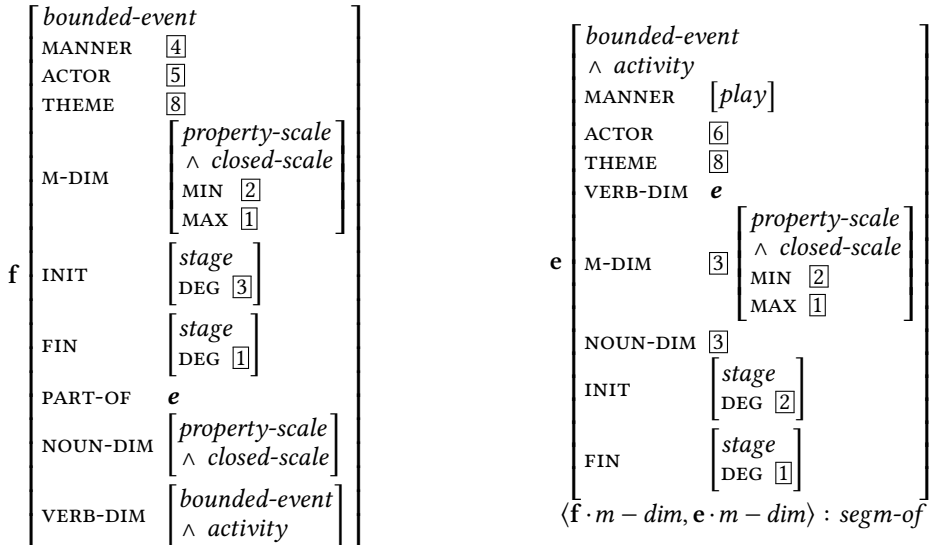 f
bounded-event
MANNER 4
ACTOR 5
THEME 8
M-DIM
property-scale
∧ closed-scale
MIN 2
MAX 1
INIT
stage
DEG 3
FIN
stage
DEG 1
PART-OF e
NOUN-DIM
property-scale
∧ closed-scale
VERB-DIM
bounded-event
∧ activity
e
bounded-event
∧ activity
MANNER [play]
ACTOR 6
THEME 8
VERB-DIM e
M-DIM 3
property-scale
∧ closed-scale
MIN 2
MAX 1
NOUN-DIM 3
INIT
stage
DEG 2
FIN
stage
DEG 1
⟨f · m − dim, e · m − dim⟩ : segm-of